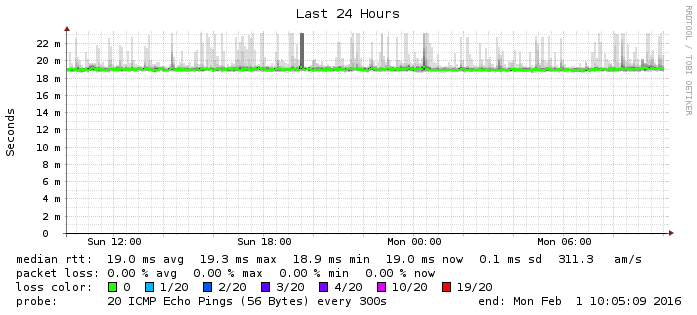 Last 24 Hours
RRDTOOL / TOBI OETIKER
Seconds
22 m
20 m
18 m
16 m
14 m
12 m
10 m
8 m
6 m
4 m
2 m
0
Sun 12:00 Sun 18:00 Mon 00:00 Mon 06:00
median rtt: 19.0 ms avg 19.3 ms max 18.9 ms min 19.0 ms now 0.1 ms sd 311.3 am/s
packet loss: 0.00 % avg 0.00 % max 0.00 % min 0.00 % now
loss color: 0 1/20 2/20 3/20 4/20 10/20 19/20
probe: 20 ICMP Echo Pings (56 Bytes) every 300s end: Mon Feb 1 10:05:09 2016